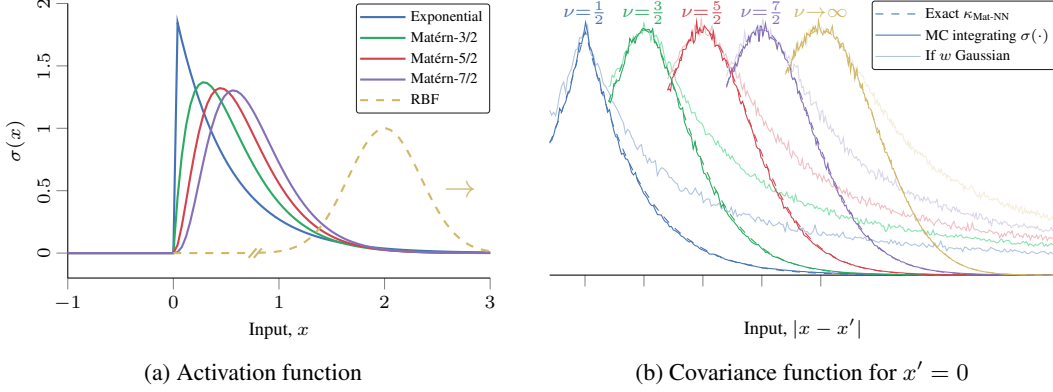 2
1.5
1
0.5
0
σ(x)
Exponential
Matérn-3/2
Matérn-5/2
Matérn-7/2
RBF
−1
0
1
2
3
Input, x
(a) Activation function
ν = 1/2
ν = 3/2
ν = 5/2
ν = 7/2
ν→∞
Exact κ_Mat-NN
MC integrating σ(·)
If w Gaussian
Input, |x − x′|
(b) Covariance function for x′ = 0